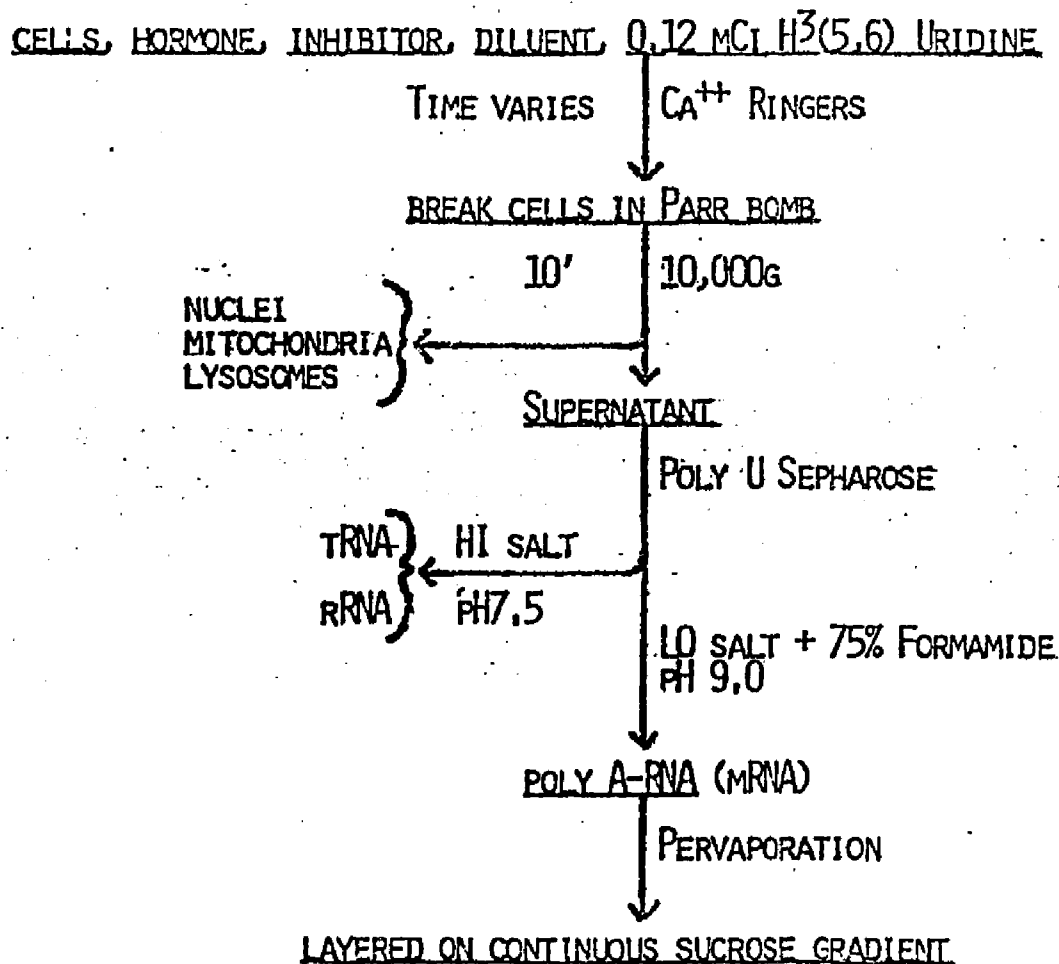 CELLS, HORMONE, INHIBITOR, DILUENT, 0.12 mCi H³(5,6) URIDINE
TIME VARIES CA++ RINGERS
BREAK CELLS IN PARR BOMB
10' 10,000G
NUCLEI
MITOCHONDRIA
LYSOSOMES
SUPERNATANT
POLY U SEPHAROSE
TRNA HI SALT
RRNA PH7.5
LO SALT + 75% FORMAMIDE
PH 9.0
POLY A-RNA (MRNA)
PERVAPORATION
LAYERED ON CONTINUOUS SUCROSE GRADIENT